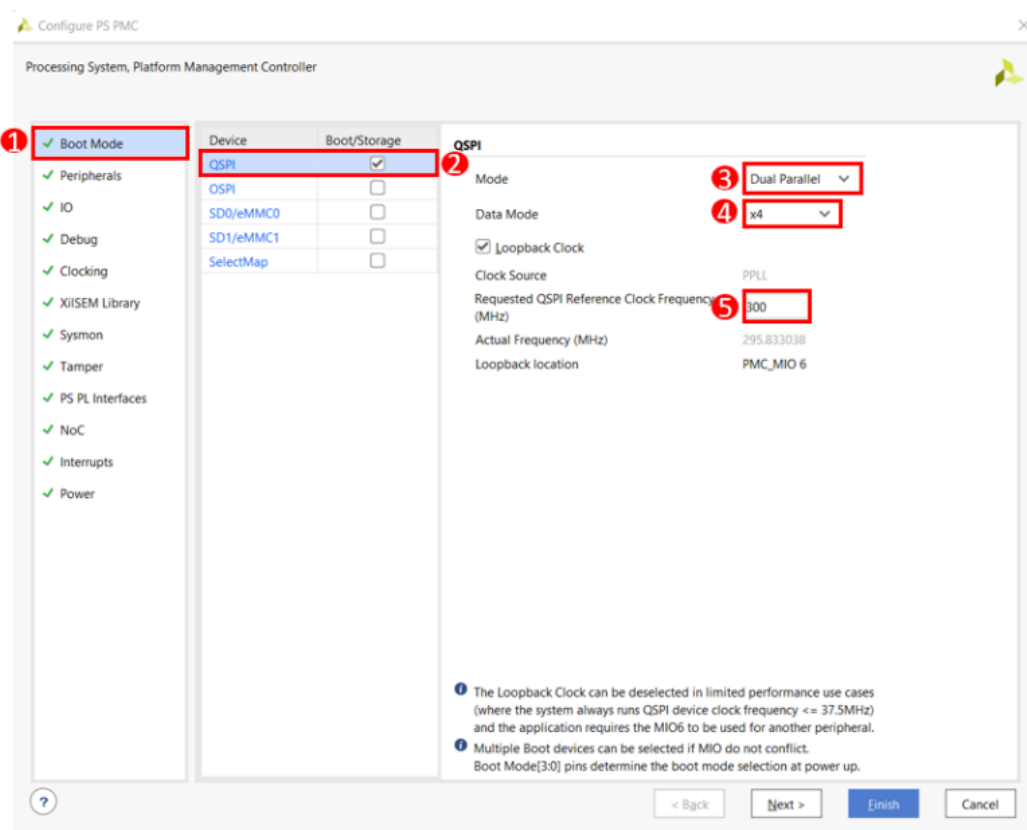 Configure PS PMC
Processing System, Platform Management Controller
1
Boot Mode
Peripherals
IO
Debug
Clocking
XilSEM Library
Sysmon
Tamper
PS PL Interfaces
NoC
Interrupts
Power
Device Boot/Storage
QSPI
OSPI
SD0/eMMC0
SD1/eMMC1
SelectMap
2
QSPI
Mode 3 Dual Parallel
Data Mode 4 x4
Loopback Clock
Clock Source PPLL
Requested QSPI Reference Clock Frequency
(MHz) 5 300
Actual Frequency (MHz) 295.833038
Loopback location PMC_MIO 6
The Loopback Clock can be deselected in limited performance use cases
(where the system always runs QSPI device clock frequency <= 37.5MHz)
and the application requires the MIO6 to be used for another peripheral.
Multiple Boot devices can be selected if MIO do not conflict.
Boot Mode[3:0] pins determine the boot mode selection at power up.
? < Back Next > Finish Cancel